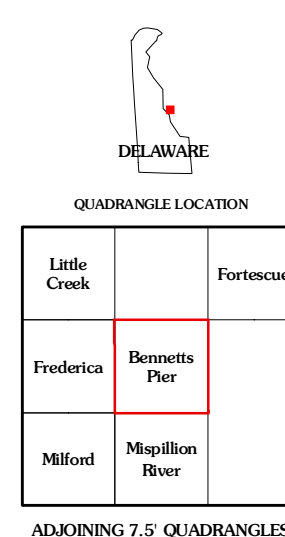 DELAWARE
QUADRANGLE LOCATION
Little
Creek
Fortescue
Frederica
Bennetts
Pier
Milford
Mispillion
River
ADJOINING 7.5' QUADRANGLES